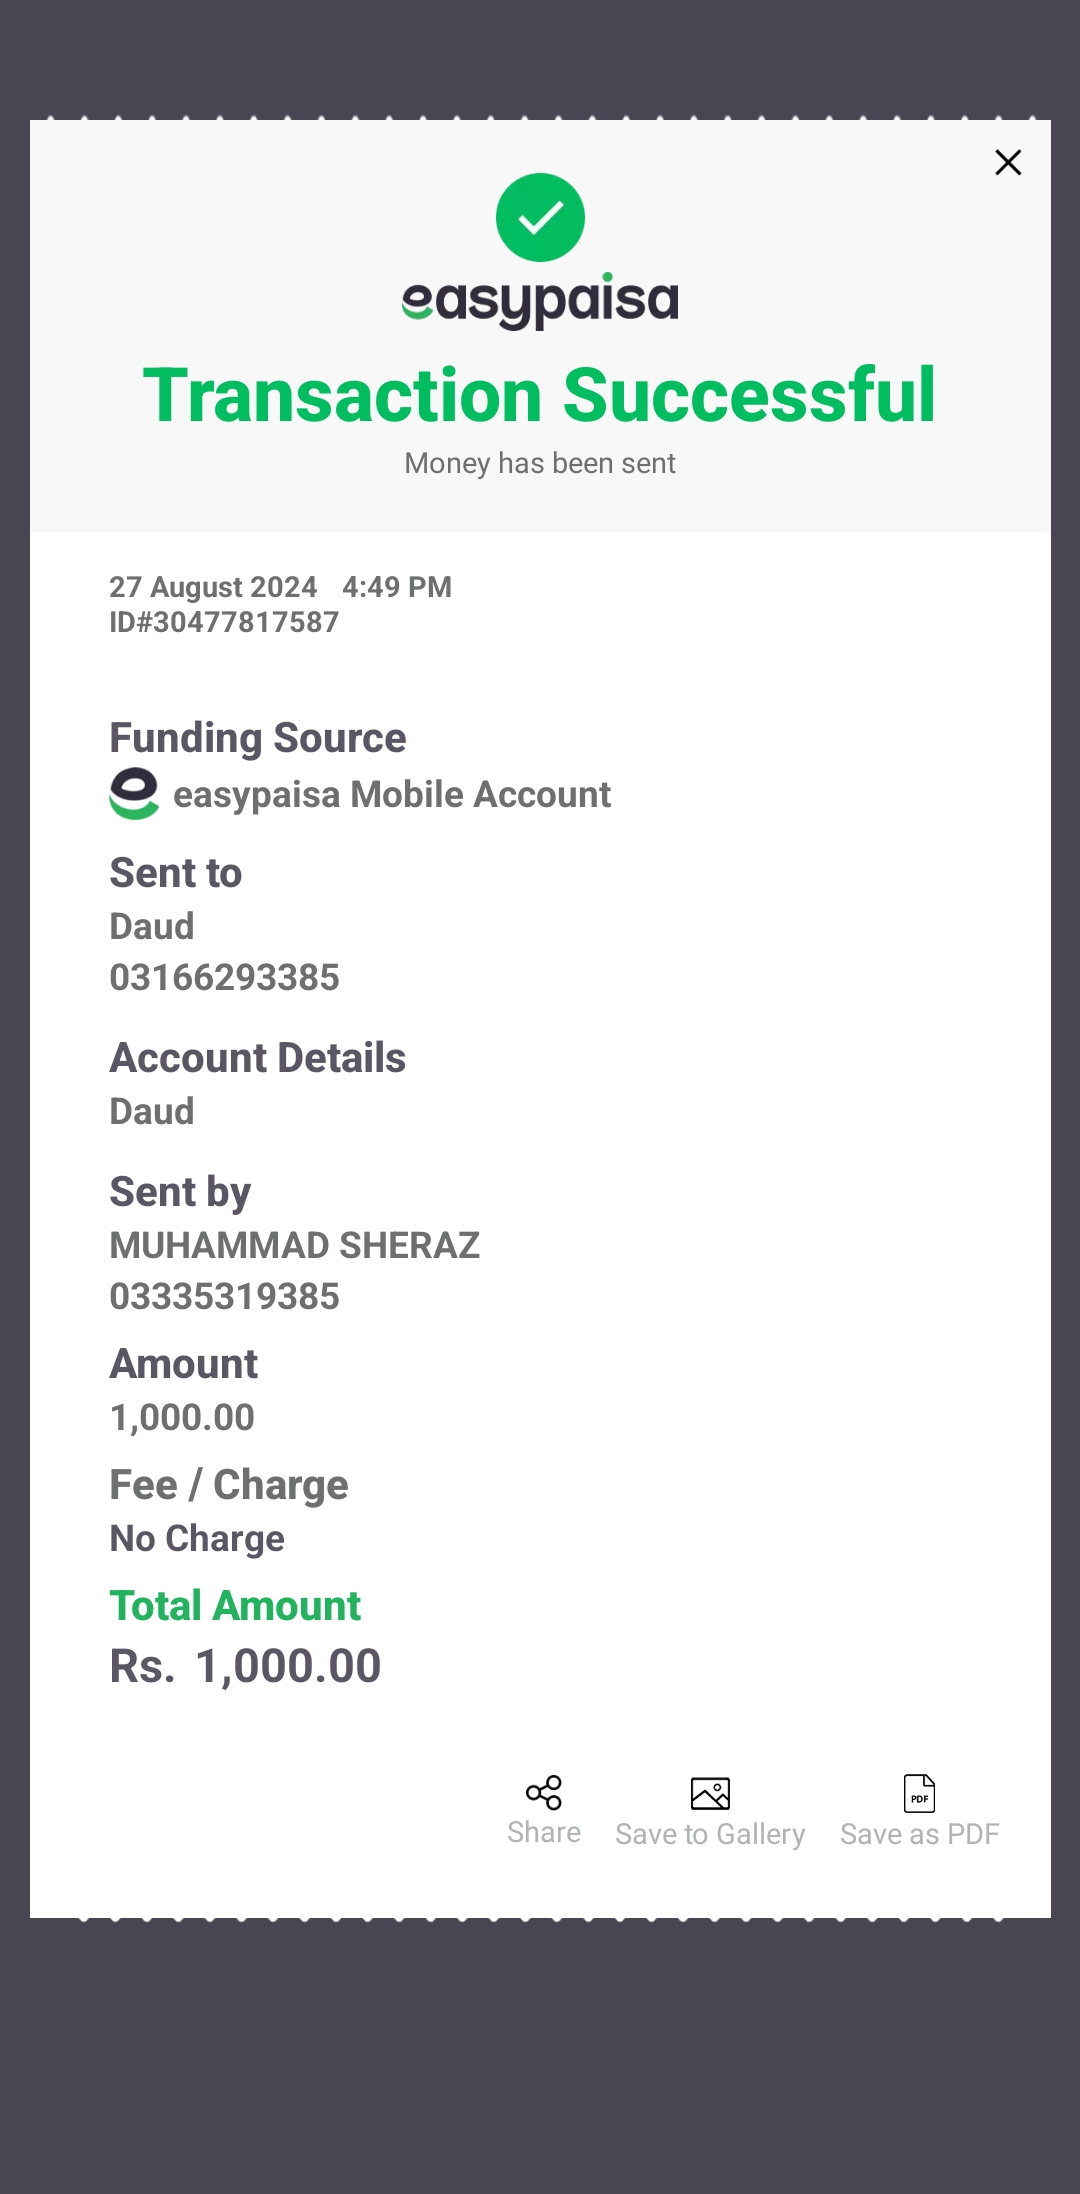 easypaisa
Transaction Successful
Money has been sent
27 August 2024 4:49 PM
ID#30477817587
Funding Source
easypaisa Mobile Account
Sent to
Daud
03166293385
Account Details
Daud
Sent by
MUHAMMAD SHERAZ
03335319385
Amount
1,000.00
Fee / Charge
No Charge
Total Amount
Rs. 1,000.00
PDF
Share Save to Gallery Save as PDF